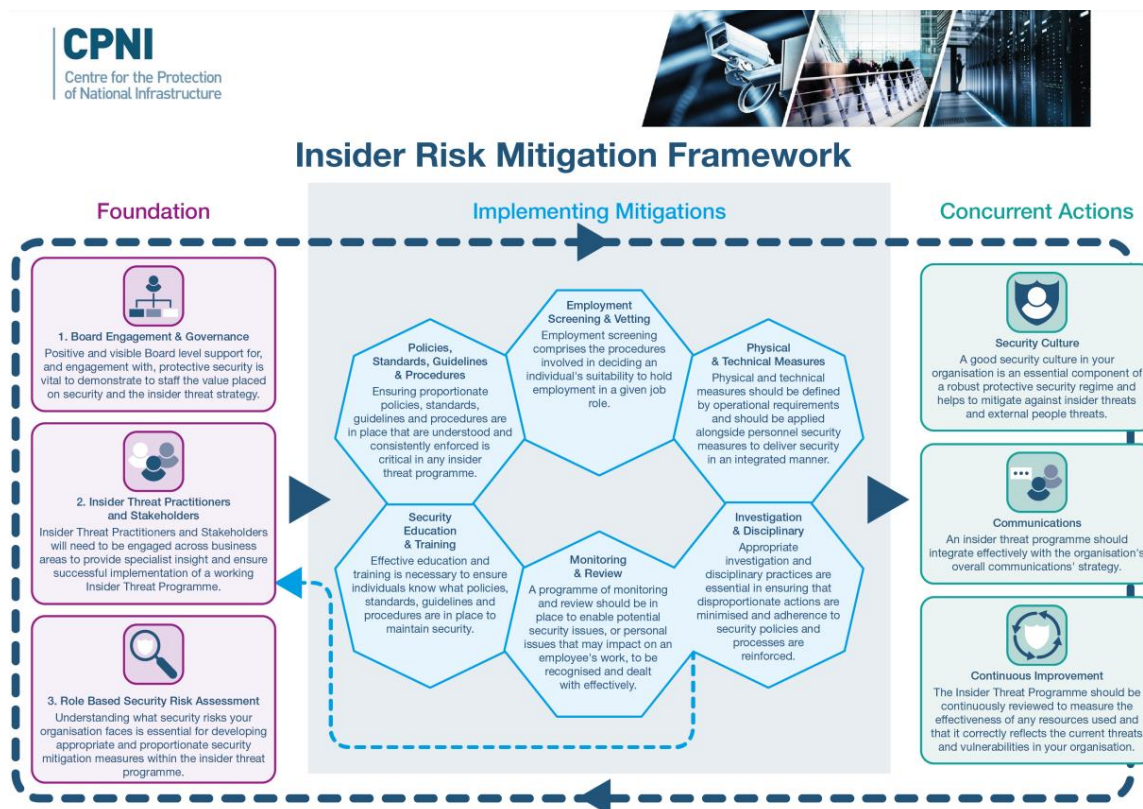 CPNI
Centre for the Protection
of National Infrastructure
Insider Risk Mitigation Framework
Foundation
1. Board Engagement & Governance
Positive and visible Board level support for,
and engagement with, protective security is
vital to demonstrate to staff the value placed
on security and the insider threat strategy.
2. Insider Threat Practitioners
and Stakeholders
Insider Threat Practitioners and Stakeholders
will need to be engaged across business
areas to provide specialist insight and ensure
successful implementation of a working
Insider Threat Programme.
3. Role Based Security Risk Assessment
Understanding what security risks your
organisation faces is essential for developing
appropriate and proportionate security
mitigation measures within the insider threat
programme.
Implementing Mitigations
Policies,
Standards, Guidelines
& Procedures
Ensuring proportionate
policies, standards,
guidelines and procedures are
in place that are understood and
consistently enforced is
critical in any insider
threat programme.
Employment
Screening & Vetting
Employment screening
comprises the procedures
involved in deciding an
individual's suitability to hold
employment in a given job
role.
Physical
& Technical Measures
Physical and technical
measures should be defined
by operational requirements
and should be applied
alongside personnel security
measures to deliver security
in an integrated manner.
Security
Education
& Training
Effective education and
training is necessary to ensure
individuals know what policies,
standards, guidelines and
procedures are in place to
maintain security.
Monitoring
& Review
A programme of monitoring
and review should be in
place to enable potential
security issues, or personal
issues that may impact on an
employee's work, to be
recognised and dealt
with effectively.
Investigation
& Disciplinary
Appropriate
investigation and
disciplinary practices are
essential in ensuring that
disproportionate actions are
minimised and adherence to
security policies and
processes are
reinforced.
Concurrent Actions
Security Culture
A good security culture in your
organisation is an essential component of
a robust protective security regime and
helps to mitigate against insider threats
and external people threats.
Communications
An insider threat programme should
integrate effectively with the organisation's
overall communications' strategy.
Continuous Improvement
The Insider Threat Programme should be
continuously reviewed to measure the
effectiveness of any resources used and
that it correctly reflects the current threats
and vulnerabilities in your organisation.